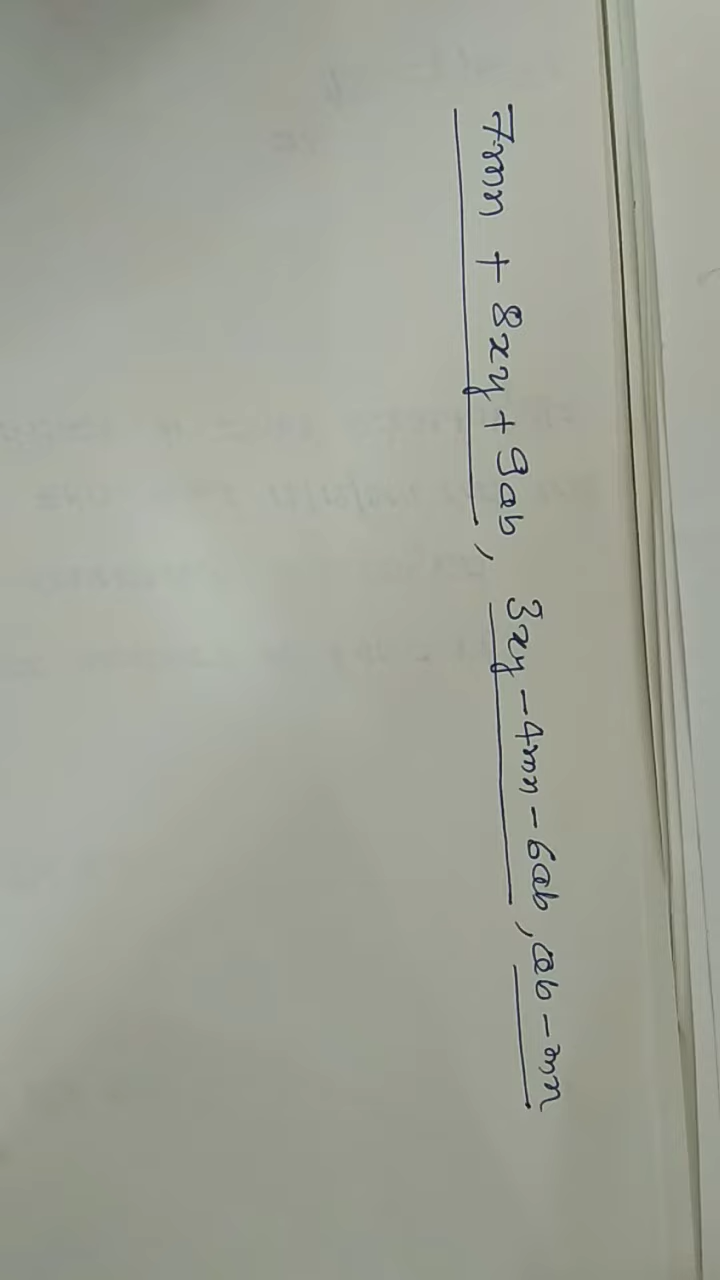 7mn + 8xy + 9ab, 3xy - 4mn - 6ab, ab - mn